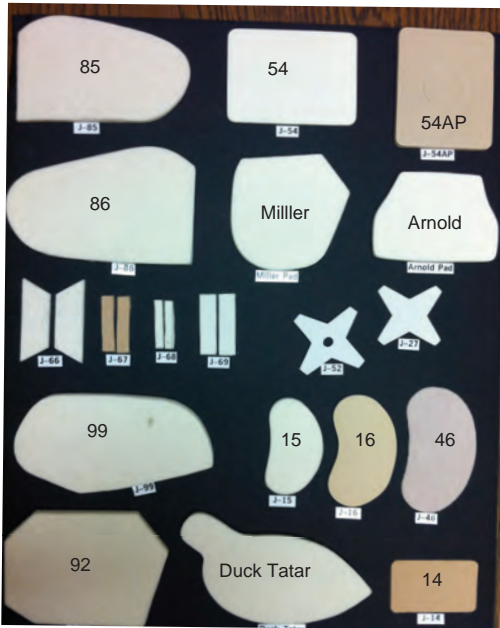 85
54
54AP
J-85
J-54
J-54AP
86
Milller
Arnold
J-86
Miller Pad
Arnold Pad
J-66
J-67
J-68
J-69
J-52
J-27
99
15
16
46
J-99
J-15
J-16
J-46
92
Duck Tatar
14
J-14